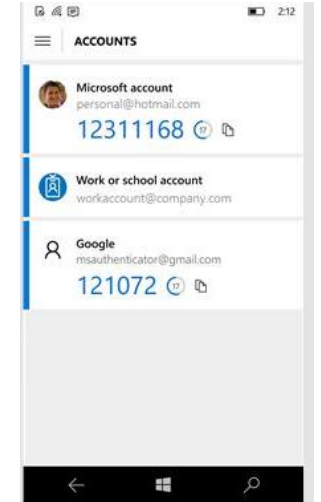 2:12
ACCOUNTS
Microsoft account
personal@hotmail.com
12311168 17
Work or school account
workaccount@company.com
Google
msauthenticator@gmail.com
121072 17